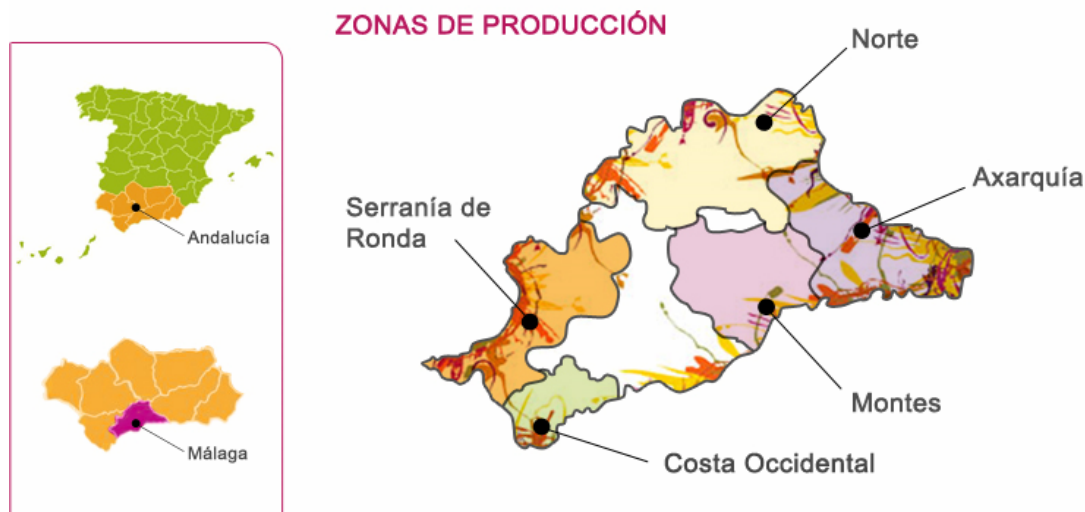 ZONAS DE PRODUCCIÓN
Norte
Axarquía
Serranía de
Ronda
Andalucía
Montes
Málaga
Costa Occidental